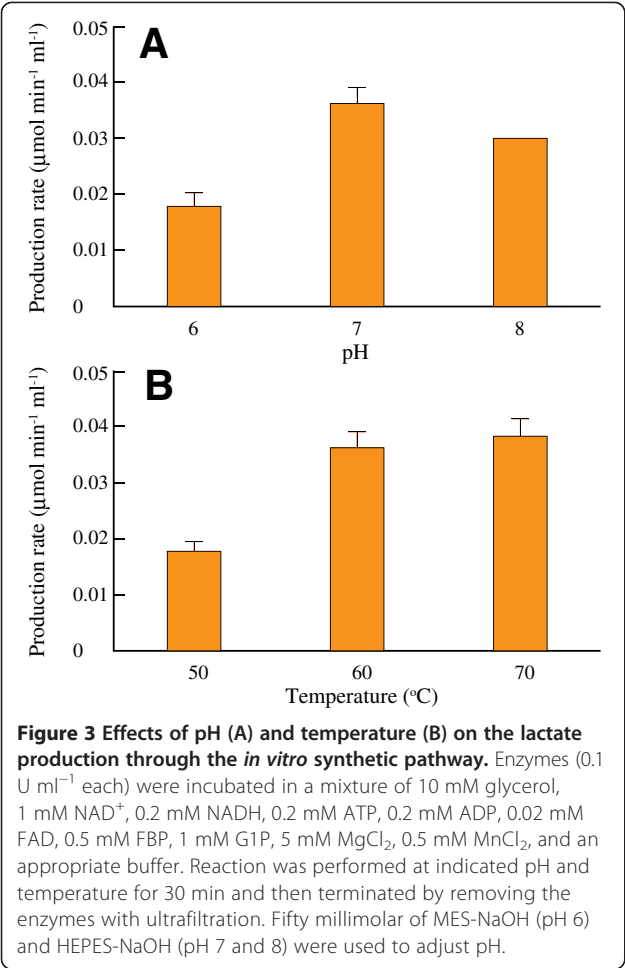 A
Production rate (µmol min⁻¹ ml⁻¹)
0.05
0.04
0.03
0.02
0.01
0
6 7 8
pH
B
Production rate (µmol min⁻¹ ml⁻¹)
0.05
0.04
0.03
0.02
0.01
0
50 60 70
Temperature (°C)
Figure 3 Effects of pH (A) and temperature (B) on the lactate
production through the in vitro synthetic pathway. Enzymes (0.1
U ml⁻¹ each) were incubated in a mixture of 10 mM glycerol,
1 mM NAD⁺, 0.2 mM NADH, 0.2 mM ATP, 0.2 mM ADP, 0.02 mM
FAD, 0.5 mM FBP, 1 mM G1P, 5 mM MgCl₂, 0.5 mM MnCl₂, and an
appropriate buffer. Reaction was performed at indicated pH and
temperature for 30 min and then terminated by removing the
enzymes with ultrafiltration. Fifty millimolar of MES-NaOH (pH 6)
and HEPES-NaOH (pH 7 and 8) were used to adjust pH.